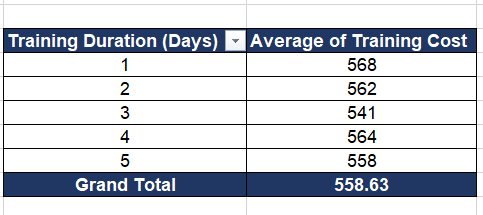 Training Duration (Days) Average of Training Cost
1 568
2 562
3 541
4 564
5 558
Grand Total 558.63